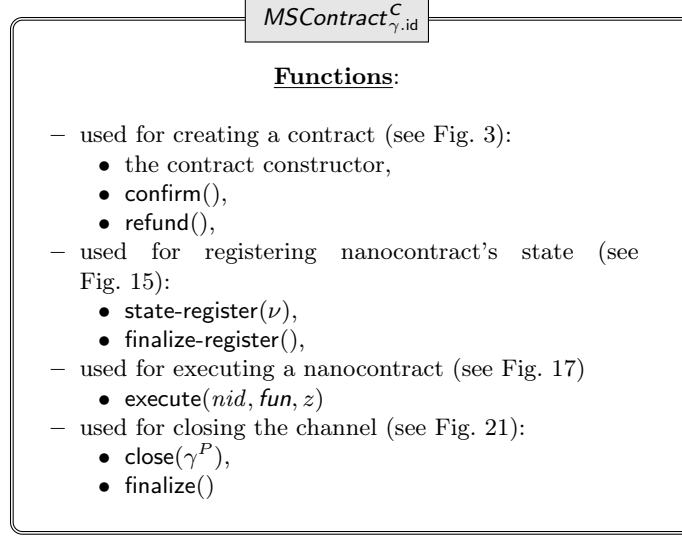 MSContract^C_γ.id
Functions:
– used for creating a contract (see Fig. 3):
• the contract constructor,
• confirm(),
• refund(),
– used for registering nanocontract's state (see
Fig. 15):
• state-register(ν),
• finalize-register(),
– used for executing a nanocontract (see Fig. 17)
• execute(nid, fun, z)
– used for closing the channel (see Fig. 21):
• close(γ^P),
• finalize()